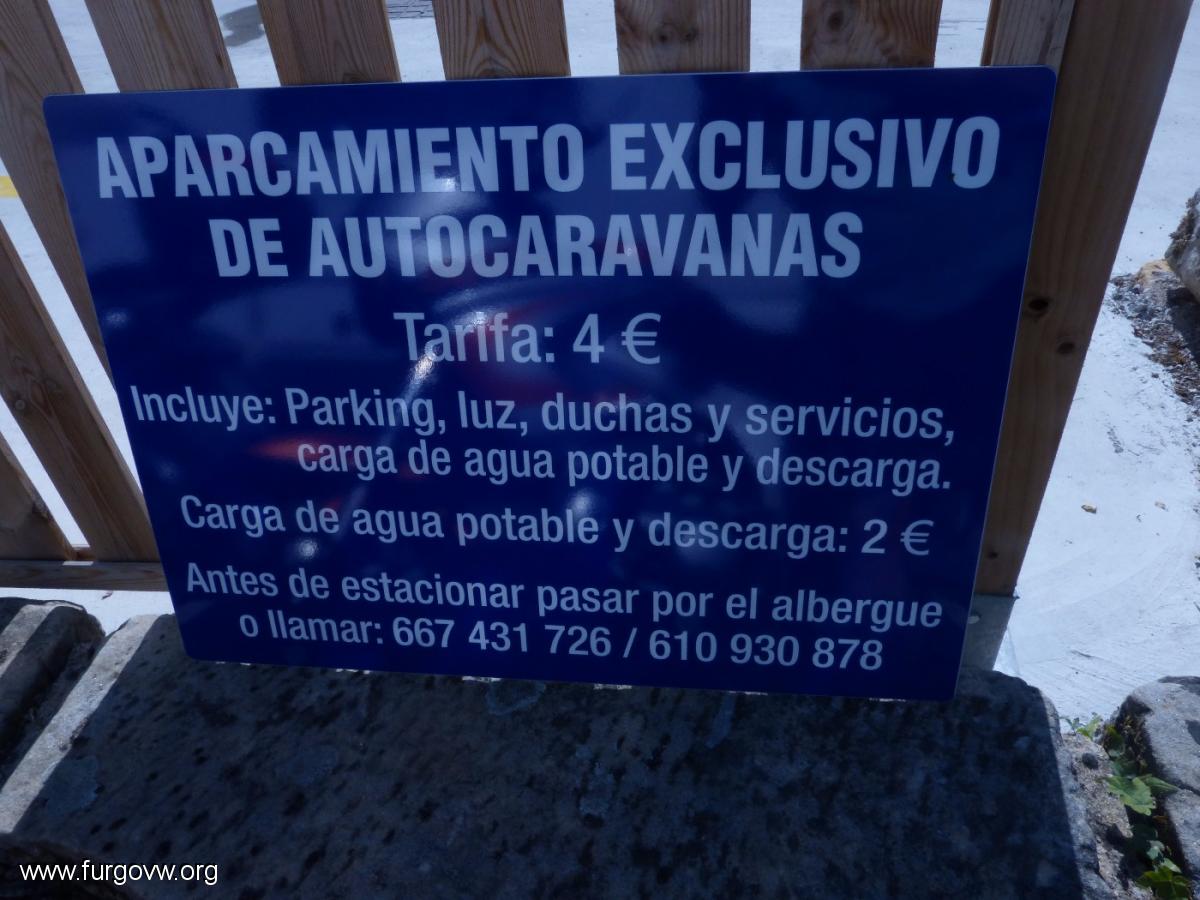 APARCAMIENTO EXCLUSIVO
DE AUTOCARAVANAS
Tarifa: 4 €
Incluye: Parking, luz, duchas y servicios,
carga de agua potable y descarga.
Carga de agua potable y descarga: 2 €
Antes de estacionar pasar por el albergue
o llamar: 667 431 726 / 610 930 878
www.furgovw.org